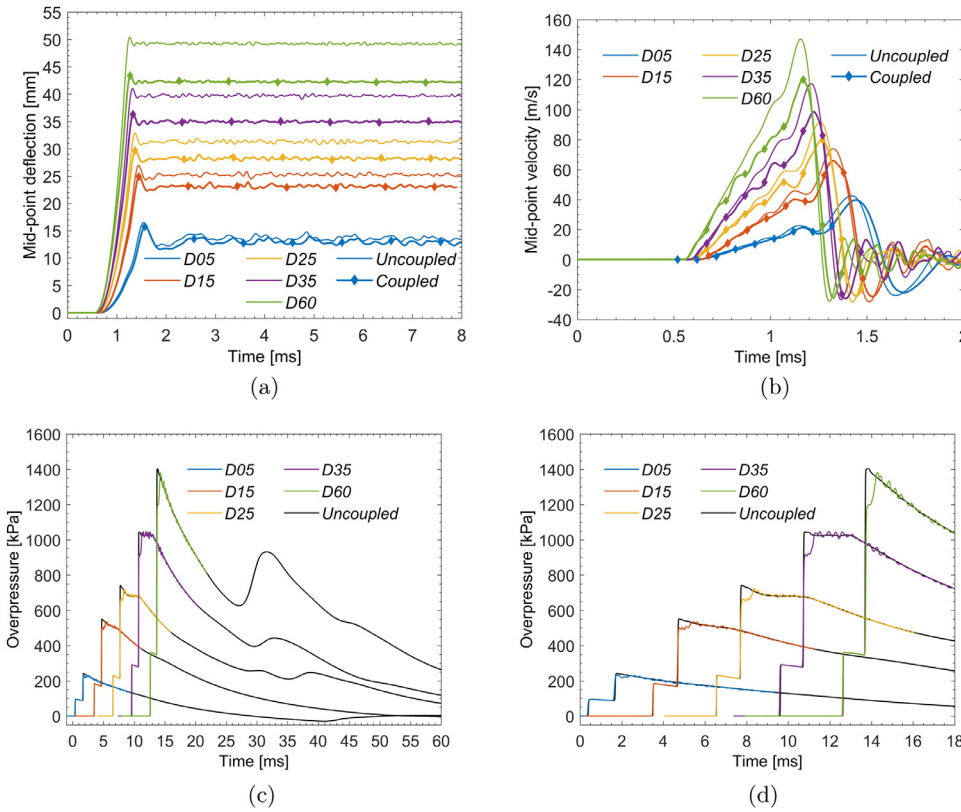 55
50
45
40
35
30
25
20
15
10
5
0
Mid-point deflection [mm]
D05
D15
D25
D35
D60
Uncoupled
Coupled
0 1 2 3 4 5 6 7 8
Time [ms]
(a)
160
140
120
100
80
60
40
20
0
-20
-40
Mid-point velocity [m/s]
D05
D15
D25
D35
D60
Uncoupled
Coupled
0 0.5 1 1.5 2
Time [ms]
(b)
1600
1400
1200
1000
800
600
400
200
0
Overpressure [kPa]
D05
D15
D25
D35
D60
Uncoupled
0 5 10 15 20 25 30 35 40 45 50 55 60
Time [ms]
(c)
1600
1400
1200
1000
800
600
400
200
0
Overpressure [kPa]
D05
D15
D25
D35
D60
Uncoupled
0 2 4 6 8 10 12 14 16 18
Time [ms]
(d)